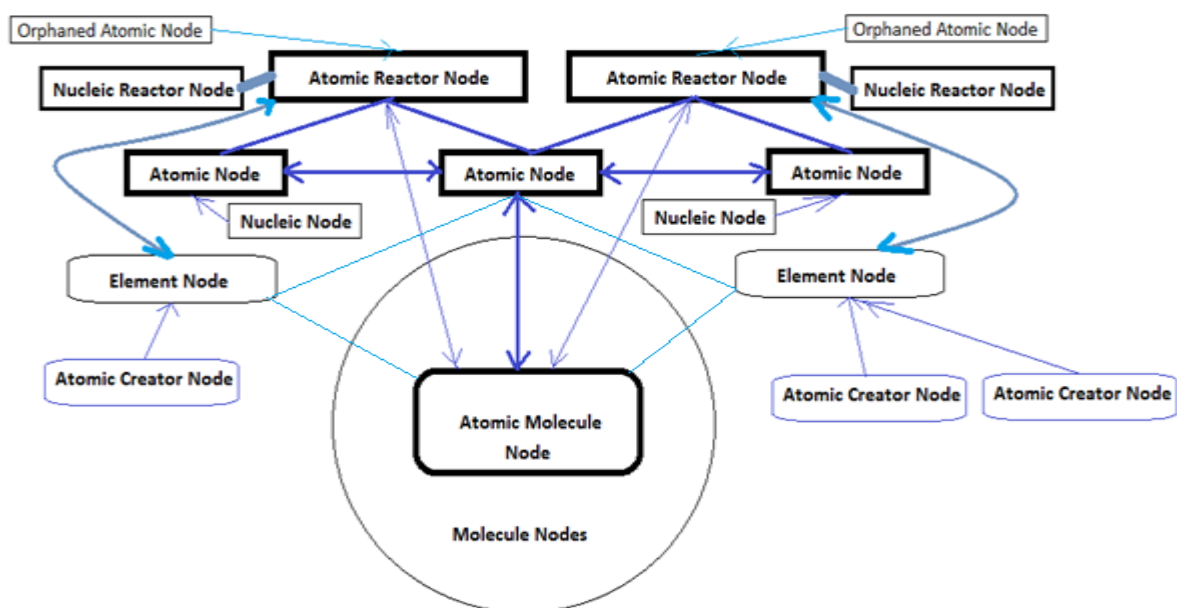 Orphaned Atomic Node
Orphaned Atomic Node
Atomic Reactor Node
Atomic Reactor Node
Nucleic Reactor Node
Nucleic Reactor Node
Atomic Node
Atomic Node
Atomic Node
Nucleic Node
Nucleic Node
Element Node
Element Node
Atomic Creator Node
Atomic Creator Node
Atomic Creator Node
Atomic Molecule
Node
Molecule Nodes